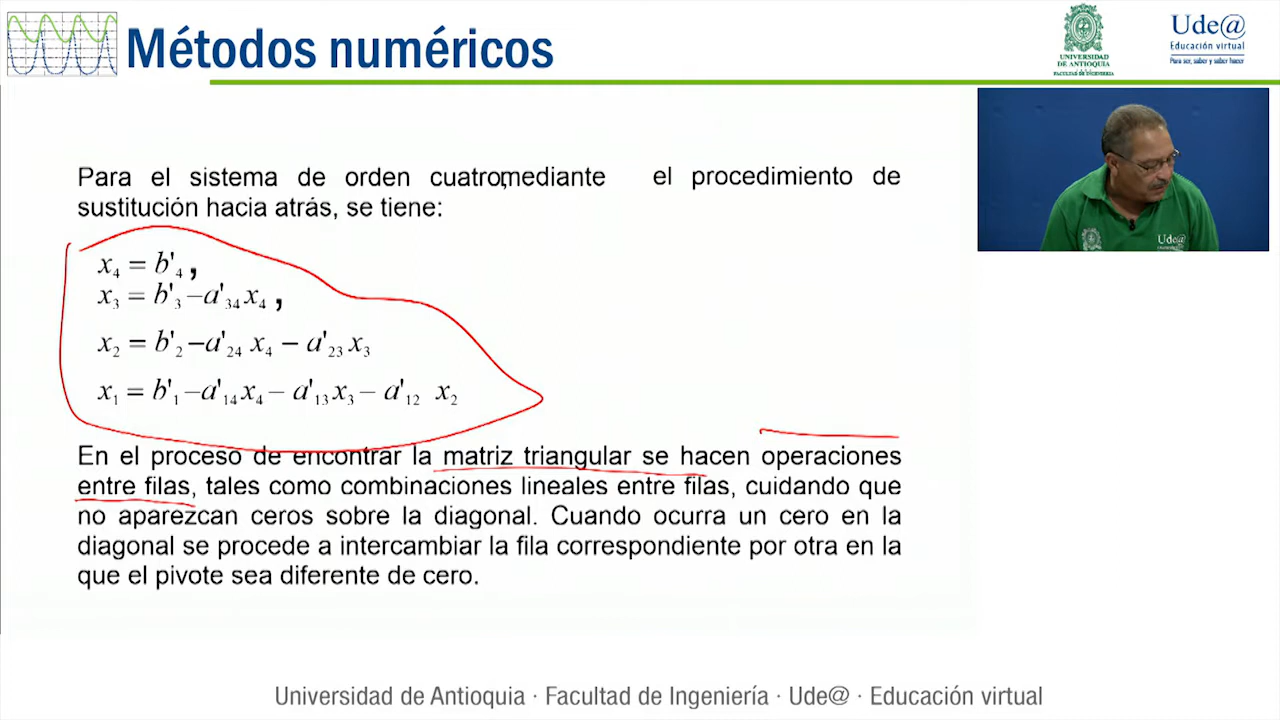 Métodos numéricos
UNIVERSIDAD
DE ANTIOQUIA
FACULTAD DE INGENIERÍA
Ude@
Educación virtual
Para ser, saber y saber hacer
Para el sistema de orden cuatro,mediante el procedimiento de
sustitución hacia atrás, se tiene:
x₄ = b'₄ ,
x₃ = b'₃ −a'₃₄ x₄ ,
x₂ = b'₂ −a'₂₄ x₄ − a'₂₃ x₃
x₁ = b'₁ −a'₁₄ x₄ − a'₁₃ x₃ − a'₁₂ x₂
En el proceso de encontrar la matriz triangular se hacen operaciones
entre filas, tales como combinaciones lineales entre filas, cuidando que
no aparezcan ceros sobre la diagonal. Cuando ocurra un cero en la
diagonal se procede a intercambiar la fila correspondiente por otra en la
que el pivote sea diferente de cero.
Ude@
Universidad de Antioquia · Facultad de Ingeniería · Ude@ · Educación virtual